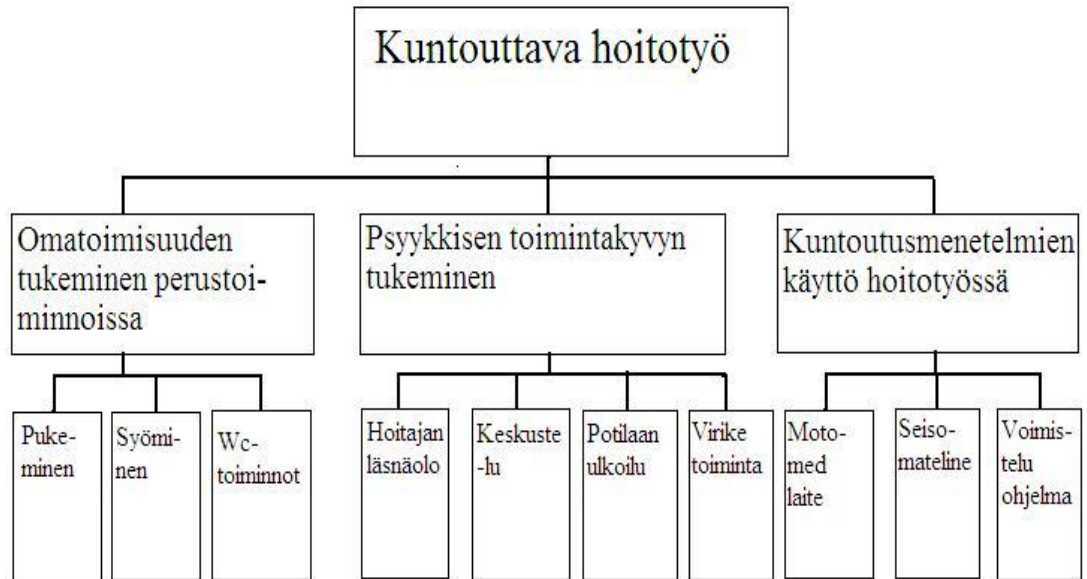 Kuntouttava hoitotyö
Omatoimisuuden
tukeminen perustoi-
minnoissa
Psyykkisen toimintakyvyn
tukeminen
Kuntoutusmenetelmien
käyttö hoitotyössä
Puke-
minen
Syömi-
nen
Wc-
toiminnot
Hoitajan
läsnäolo
Keskuste
-lu
Potilaan
ulkoilu
Virike
toiminta
Moto-
med
laite
Seiso-
mateline
Voimis
telu
ohjelma